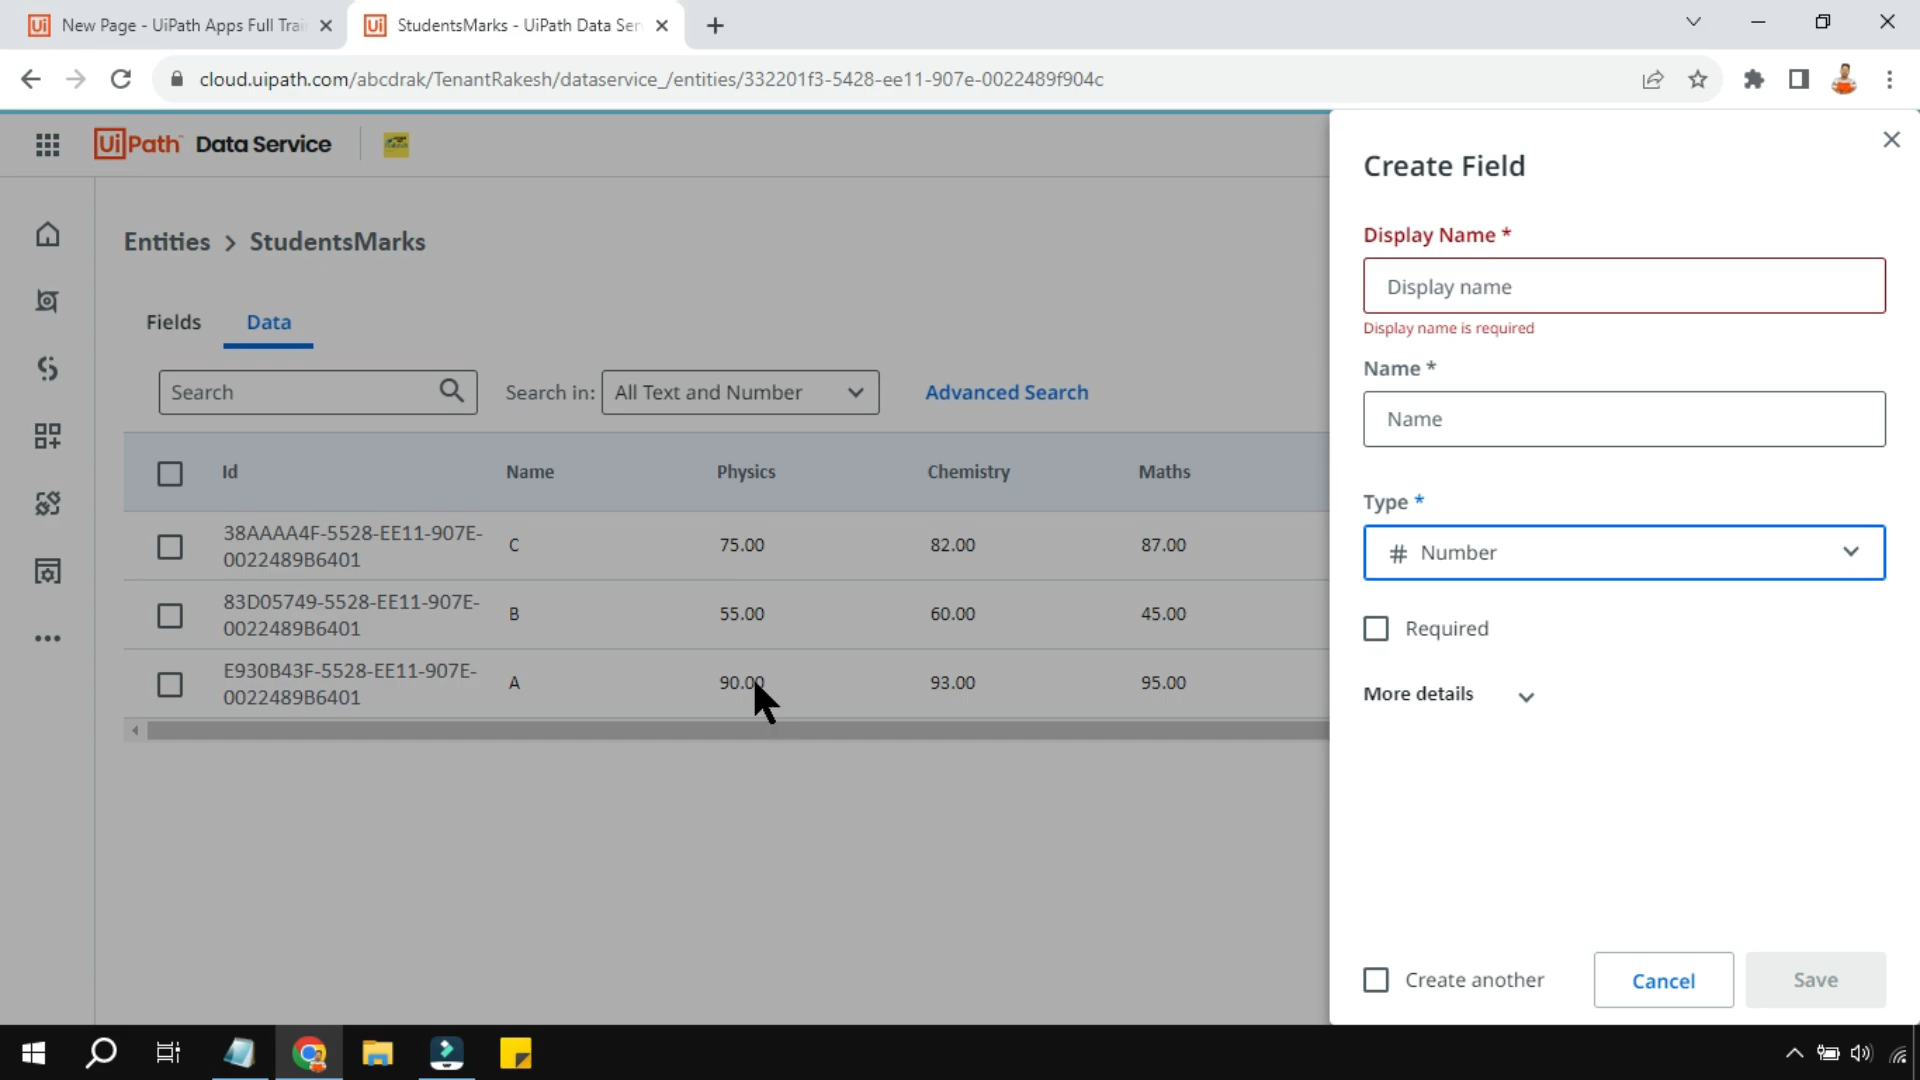 New Page - UiPath Apps Full Trai
StudentsMarks - UiPath Data Ser
cloud.uipath.com/abcdrak/TenantRakesh/dataservice_/entities/332201f3-5428-ee11-907e-0022489f904c
UiPath Data Service
Create Field
Display Name *
Display name
Display name is required
Name *
Name
Type *
# Number
Required
More details
Create another
Cancel
Save
Entities > StudentsMarks
Fields
Data
Search
Search in:
All Text and Number
Advanced Search
Id Name Physics Chemistry Maths
38AAAA4F-5528-EE11-907E-
0022489B6401
C 75.00 82.00 87.00
83D05749-5528-EE11-907E-
0022489B6401
B 55.00 60.00 45.00
E930B43F-5528-EE11-907E-
0022489B6401
A 90.00 93.00 95.00